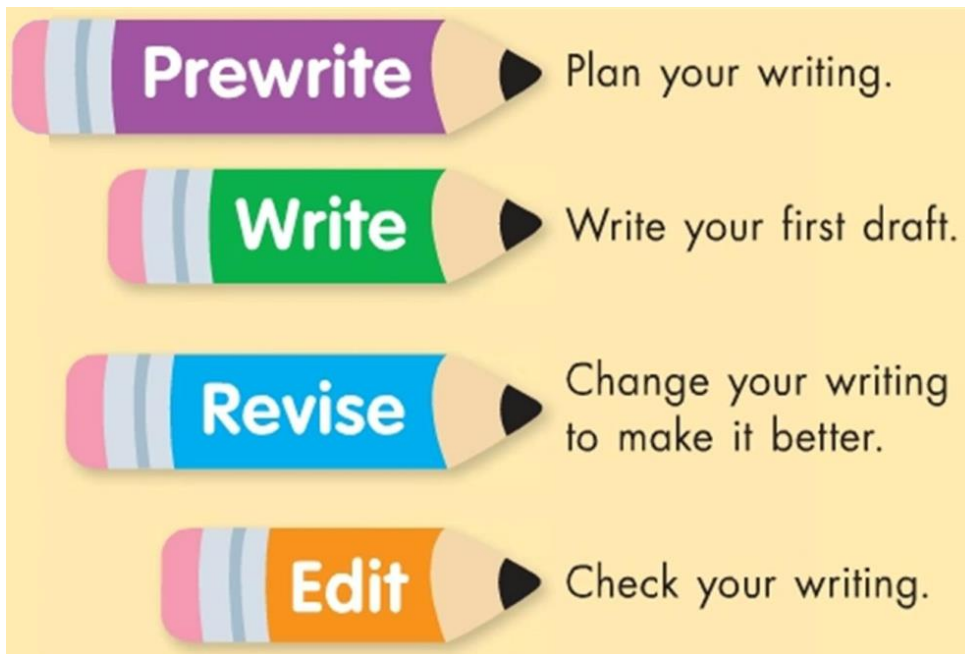 Prewrite Plan your writing.
Write Write your first draft.
Revise Change your writing
to make it better.
Edit Check your writing.